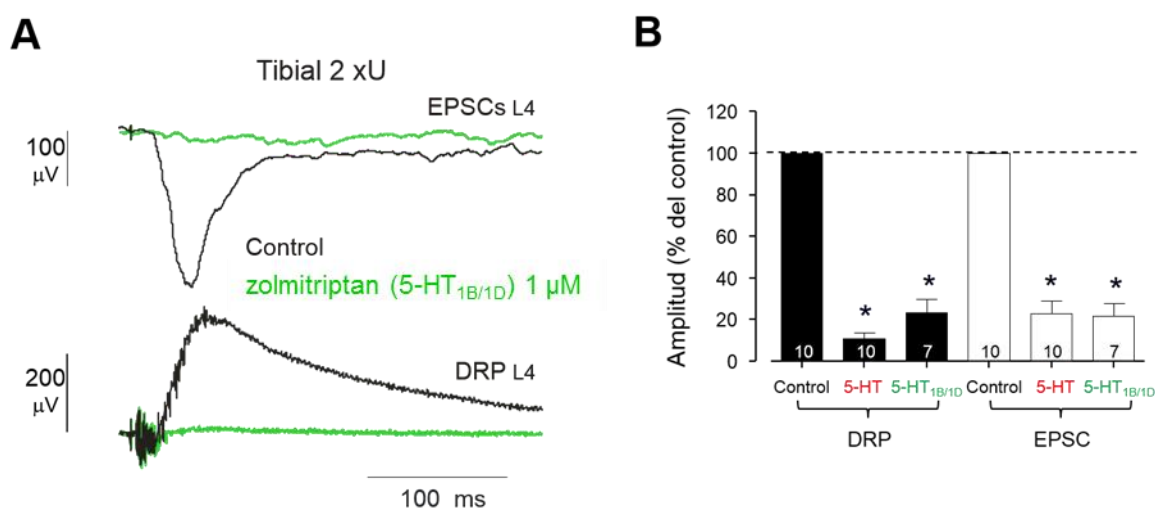 A
Tibial 2 xU
EPSCs L4
100
µV
Control
zolmitriptan (5-HT1B/1D) 1 µM
DRP L4
200
µV
100 ms
B
Amplitud (% del control)
120
100
80
60
40
20
0
* * * *
10 10 7 10 10 7
Control 5-HT 5-HT1B/1D Control 5-HT 5-HT1B/1D
DRP EPSC